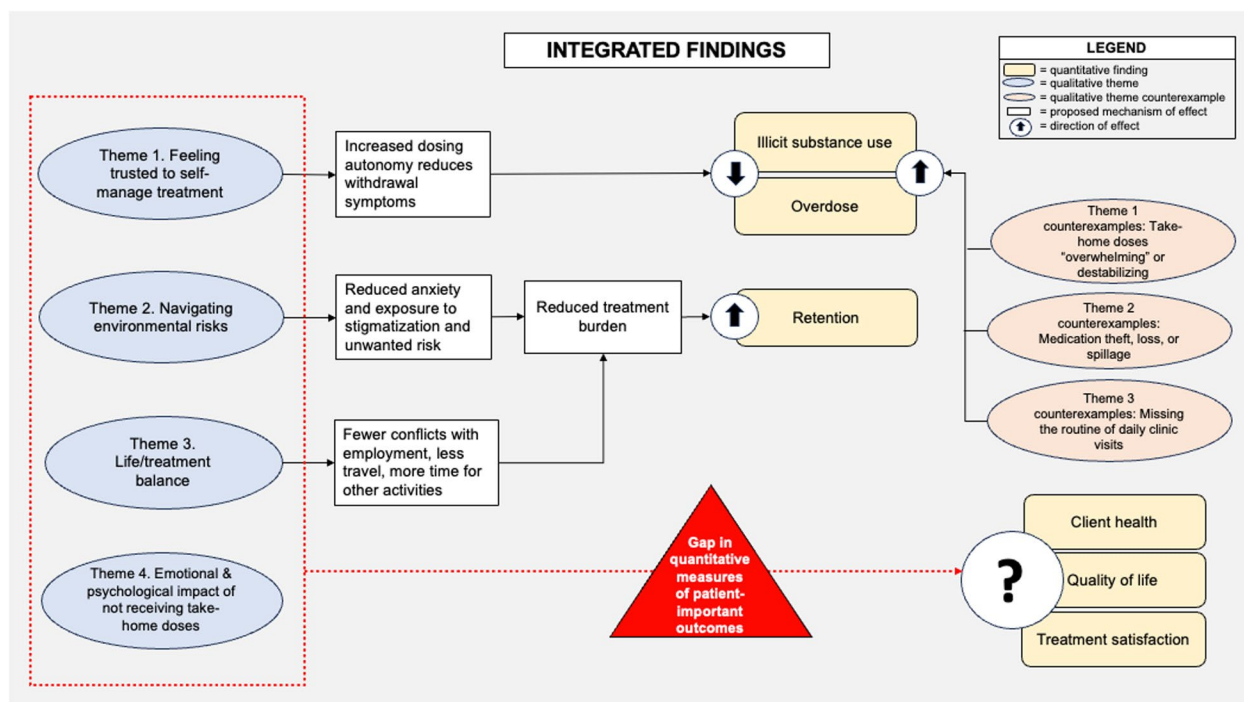 INTEGRATED FINDINGS
LEGEND
= quantitative finding
= qualitative theme
= qualitative theme counterexample
= proposed mechanism of effect
= direction of effect
Theme 1. Feeling
trusted to self-
manage treatment
Increased dosing
autonomy reduces
withdrawal
symptoms
Illicit substance use
Overdose
Theme 1
counterexamples: Take-
home doses
“overwhelming” or
destabilizing
Theme 2. Navigating
environmental risks
Reduced anxiety
and exposure to
stigmatization and
unwanted risk
Reduced treatment
burden
Retention
Theme 2
counterexamples:
Medication theft, loss, or
spillage
Theme 3
counterexamples: Missing
the routine of daily clinic
visits
Theme 3.
Life/treatment
balance
Fewer conflicts with
employment, less
travel, more time for
other activities
Theme 4. Emotional &
psychological impact of
not receiving take-
home doses
Gap in
quantitative
measures
of patient-
important
outcomes
?
Client health
Quality of life
Treatment satisfaction